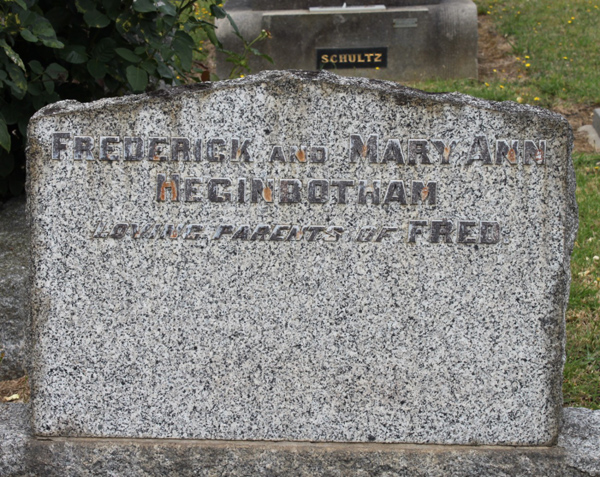 SCHULTZ
FREDERICK AND MARY ANN
HEGINBOTHAM
LOVING PARENTS OF FRED